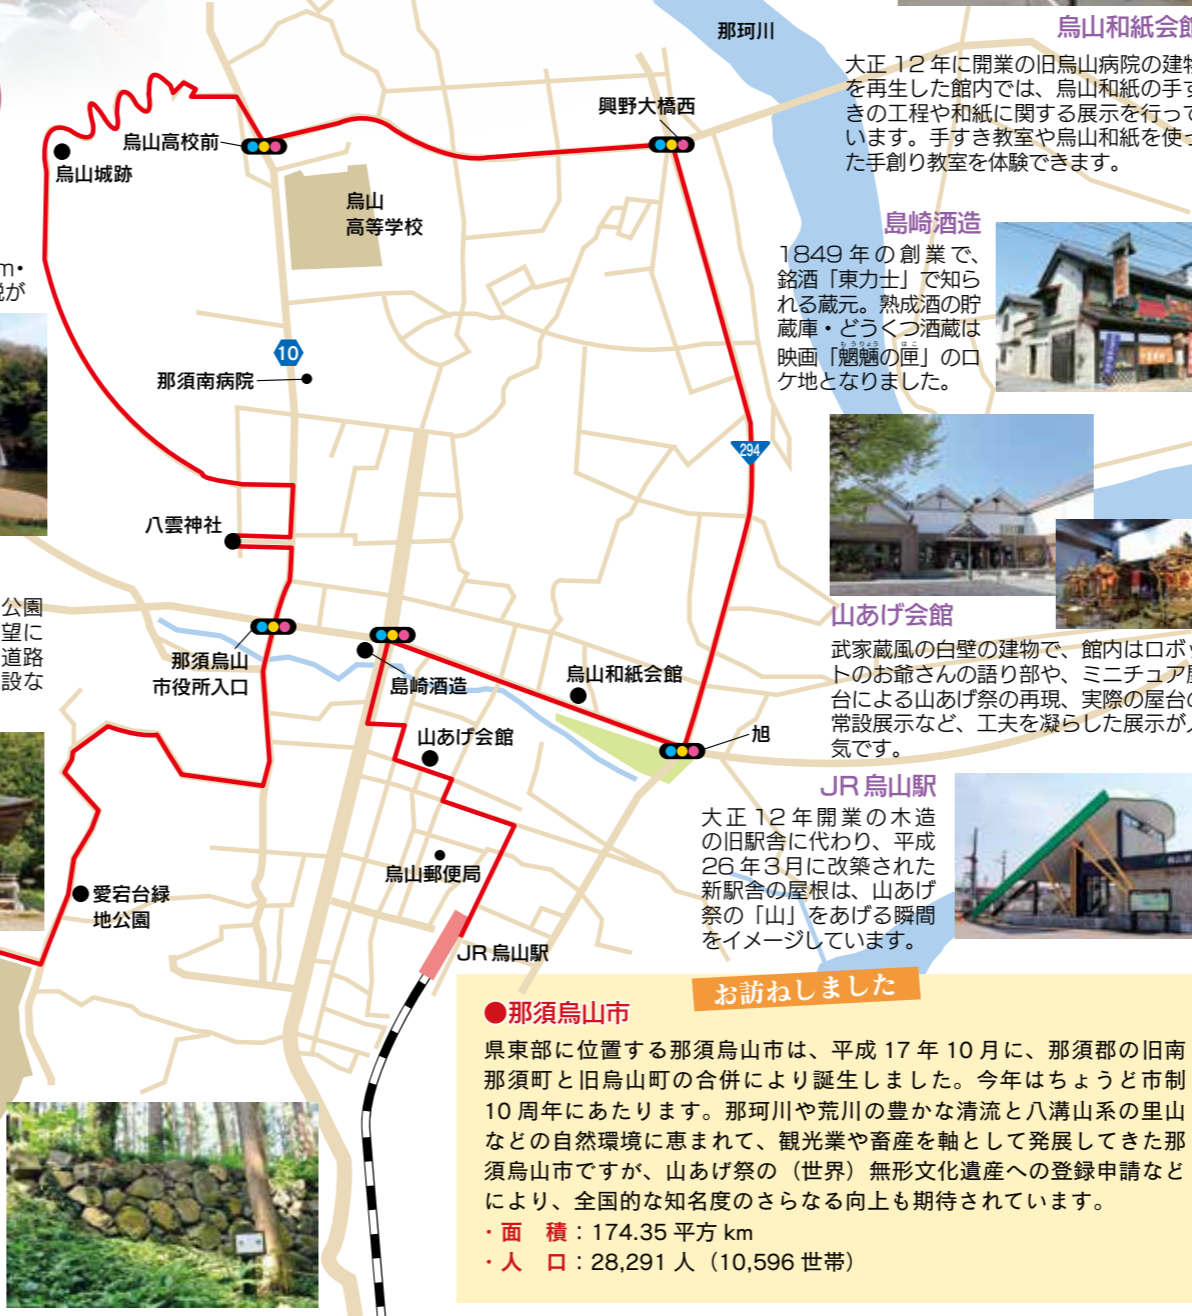 那珂川
興野大橋西
烏山高校前
烏山城跡
烏山
高等学校
10
那須南病院
294
八雲神社
那須烏山
市役所入口
島崎酒造
烏山和紙会館
山あげ会館
旭
烏山郵便局
愛宕台緑
地公園
JR 烏山駅
m・
説が
公園
望に
道路
設な
烏山和紙会館
大正 12 年に開業の旧烏山病院の建物
を再生した館内では、烏山和紙の手す
きの工程や和紙に関する展示を行って
います。手すき教室や烏山和紙を使っ
た手創り教室を体験できます。
島崎酒造
1849 年の創業で、
銘酒「東力士」で知ら
れる蔵元。熟成酒の貯
蔵庫・どうくつ酒蔵は
映画「魍魎の匣」のロ
ケ地となりました。
山あげ会館
武家蔵風の白壁の建物で、館内はロボッ
トのお爺さんの語り部や、ミニチュア屋
台による山あげ祭の再現、実際の屋台の
常設展示など、工夫を凝らした展示が人
気です。
JR 烏山駅
大正 12 年開業の木造
の旧駅舎に代わり、平成
26 年 3 月に改築された
新駅舎の屋根は、山あげ
祭の「山」をあげる瞬間
をイメージしています。
お訪ねしました
●那須烏山市
県東部に位置する那須烏山市は、平成 17 年 10 月に、那須郡の旧南
那須町と旧烏山町の合併により誕生しました。今年はちょうど市制
10 周年にあたります。那珂川や荒川の豊かな清流と八溝山系の里山
などの自然環境に恵まれて、観光業や畜産を軸として発展してきた那
須烏山市ですが、山あげ祭の（世界）無形文化遺産への登録申請など
により、全国的な知名度のさらなる向上も期待されています。
・面　積：174.35 平方 km
・人　口：28,291 人（10,596 世帯）